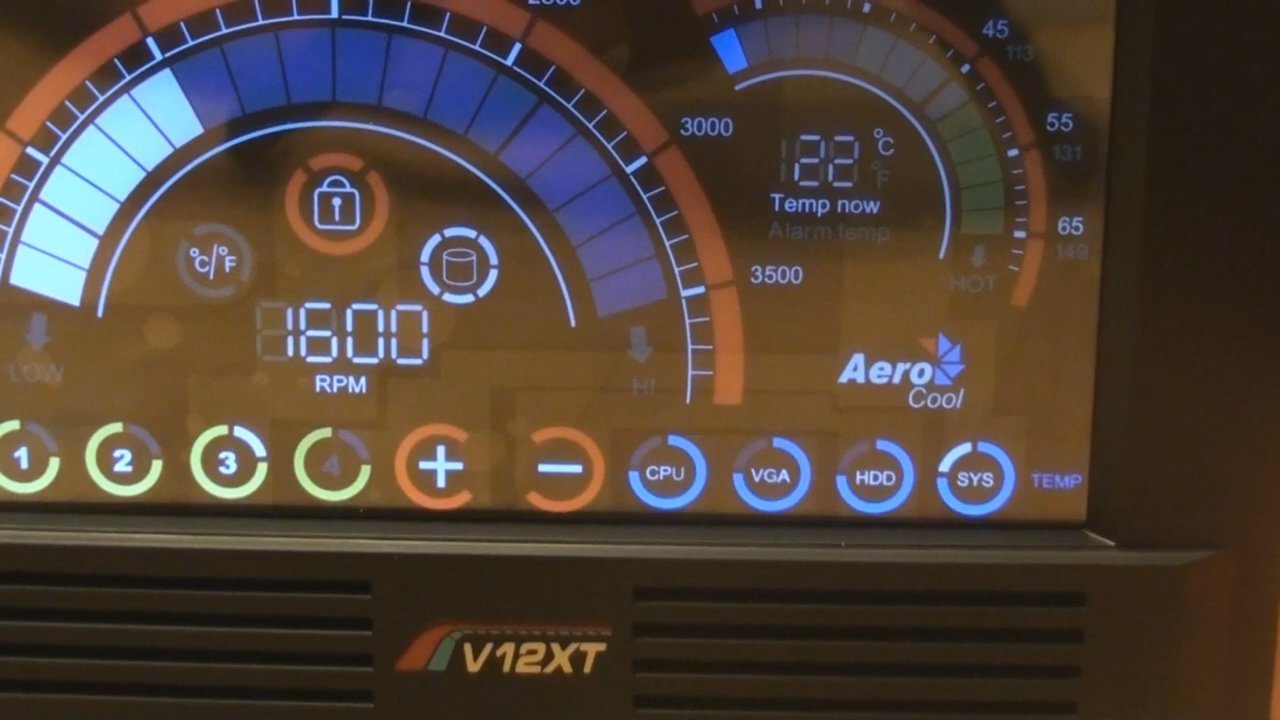 45
113
3000
55
131
22 °C
°F
Temp now
Alarm temp
65
149
°C/°F
3500
HOT
1600
RPM
LOW
HI
Aero
Cool
1 2 3 4 + − CPU VGA HDD SYS TEMP
V12XT